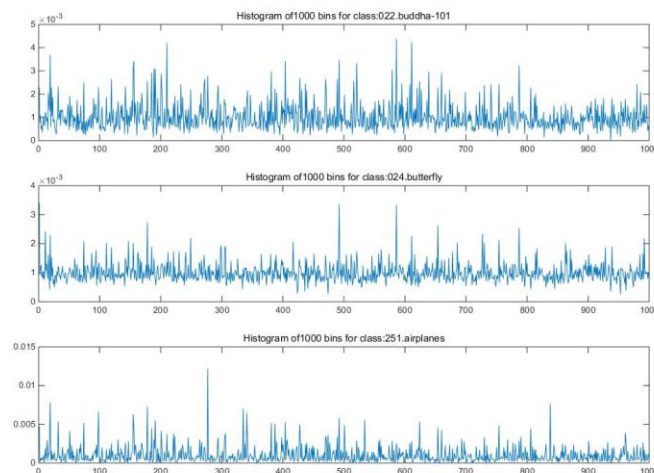 Histogram of1000 bins for class:022.buddha-101
×10⁻³
5
4
3
2
1
0
0 100 200 300 400 500 600 700 800 900 1000
Histogram of1000 bins for class:024.butterfly
×10⁻³
4
3
2
1
0
0 100 200 300 400 500 600 700 800 900 1000
Histogram of1000 bins for class:251.airplanes
0.015
0.01
0.005
0
0 100 200 300 400 500 600 700 800 900 1000